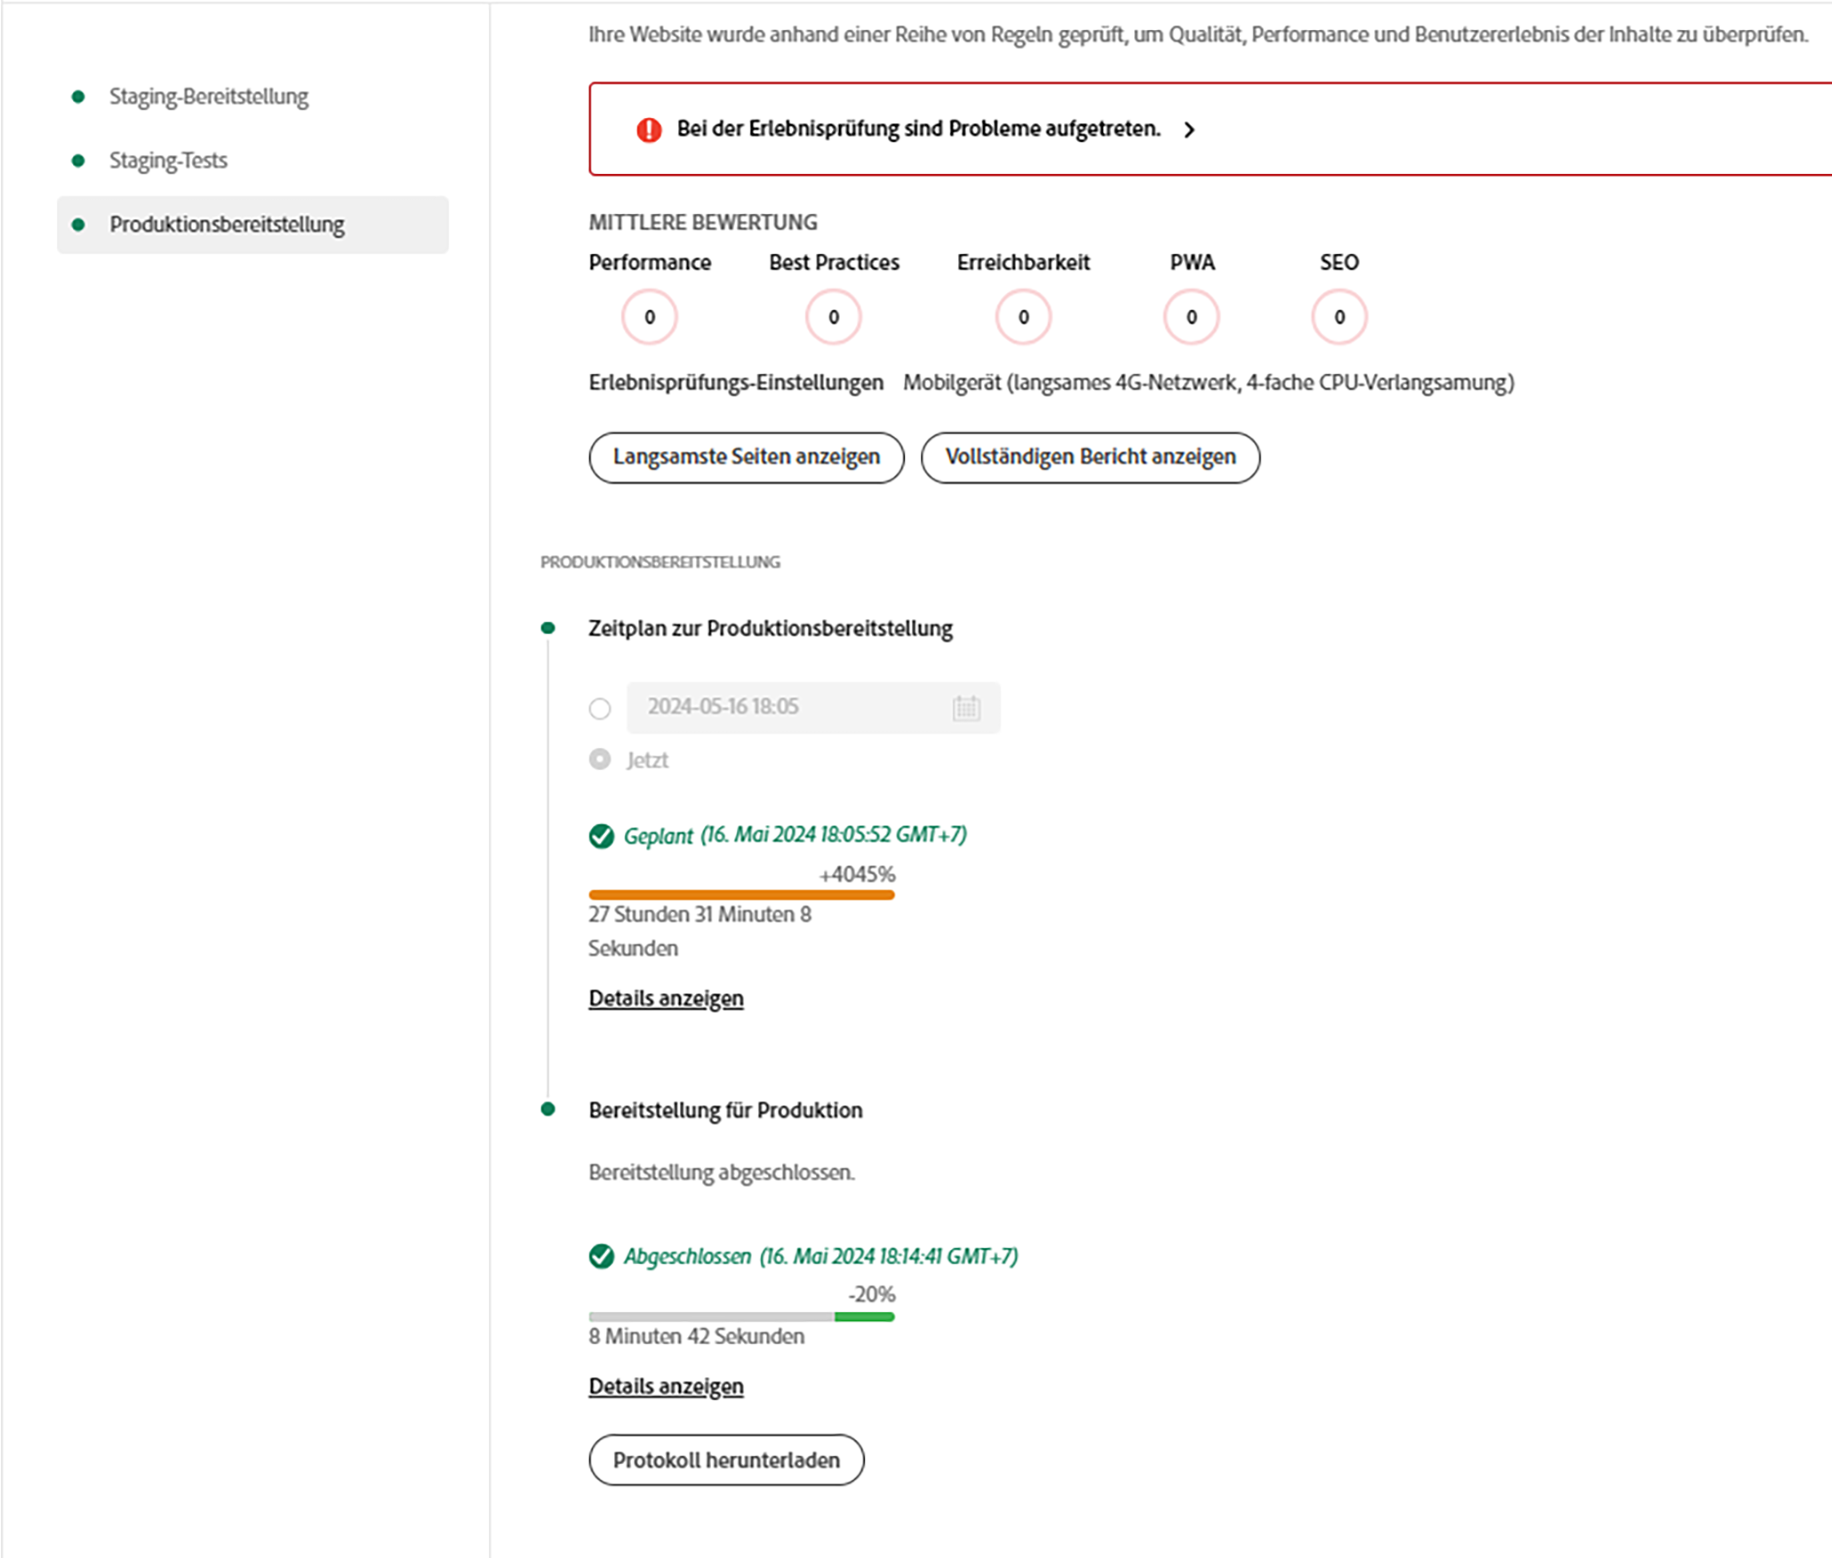 Ihre Website wurde anhand einer Reihe von Regeln geprüft, um Qualität, Performance und Benutzererlebnis der Inhalte zu überprüfen.
Staging-Bereitstellung
Staging-Tests
Produktionsbereitstellung
Bei der Erlebnisprüfung sind Probleme aufgetreten.
MITTLERE BEWERTUNG
Performance Best Practices Erreichbarkeit PWA SEO
0 0 0 0 0
Erlebnisprüfungs-Einstellungen Mobilgerät (langsames 4G-Netzwerk, 4-fache CPU-Verlangsamung)
Langsamste Seiten anzeigen Vollständigen Bericht anzeigen
PRODUKTIONSBEREITSTELLUNG
Zeitplan zur Produktionsbereitstellung
2024-05-16 18:05
Jetzt
Geplant (16. Mai 2024 18:05:52 GMT+7)
+4045%
27 Stunden 31 Minuten 8
Sekunden
Details anzeigen
Bereitstellung für Produktion
Bereitstellung abgeschlossen.
Abgeschlossen (16. Mai 2024 18:14:41 GMT+7)
-20%
8 Minuten 42 Sekunden
Details anzeigen
Protokoll herunterladen